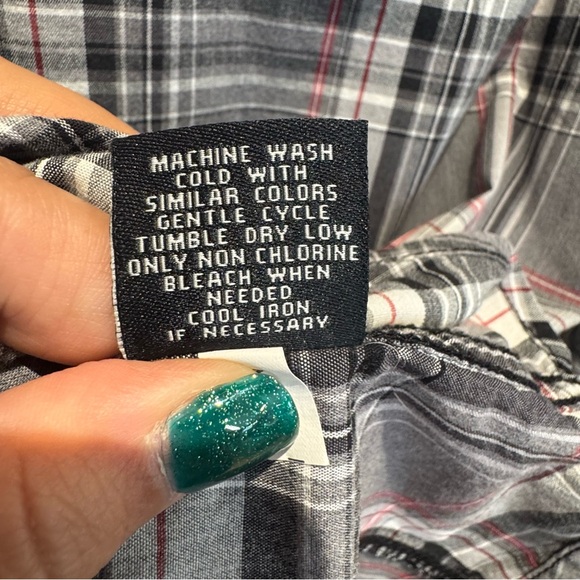 MACHINE WASH
COLD WITH
SIMILAR COLORS
GENTLE CYCLE
TUMBLE DRY LOW
ONLY NON CHLORINE
BLEACH WHEN
NEEDED
COOL IRON
IF NECESSARY